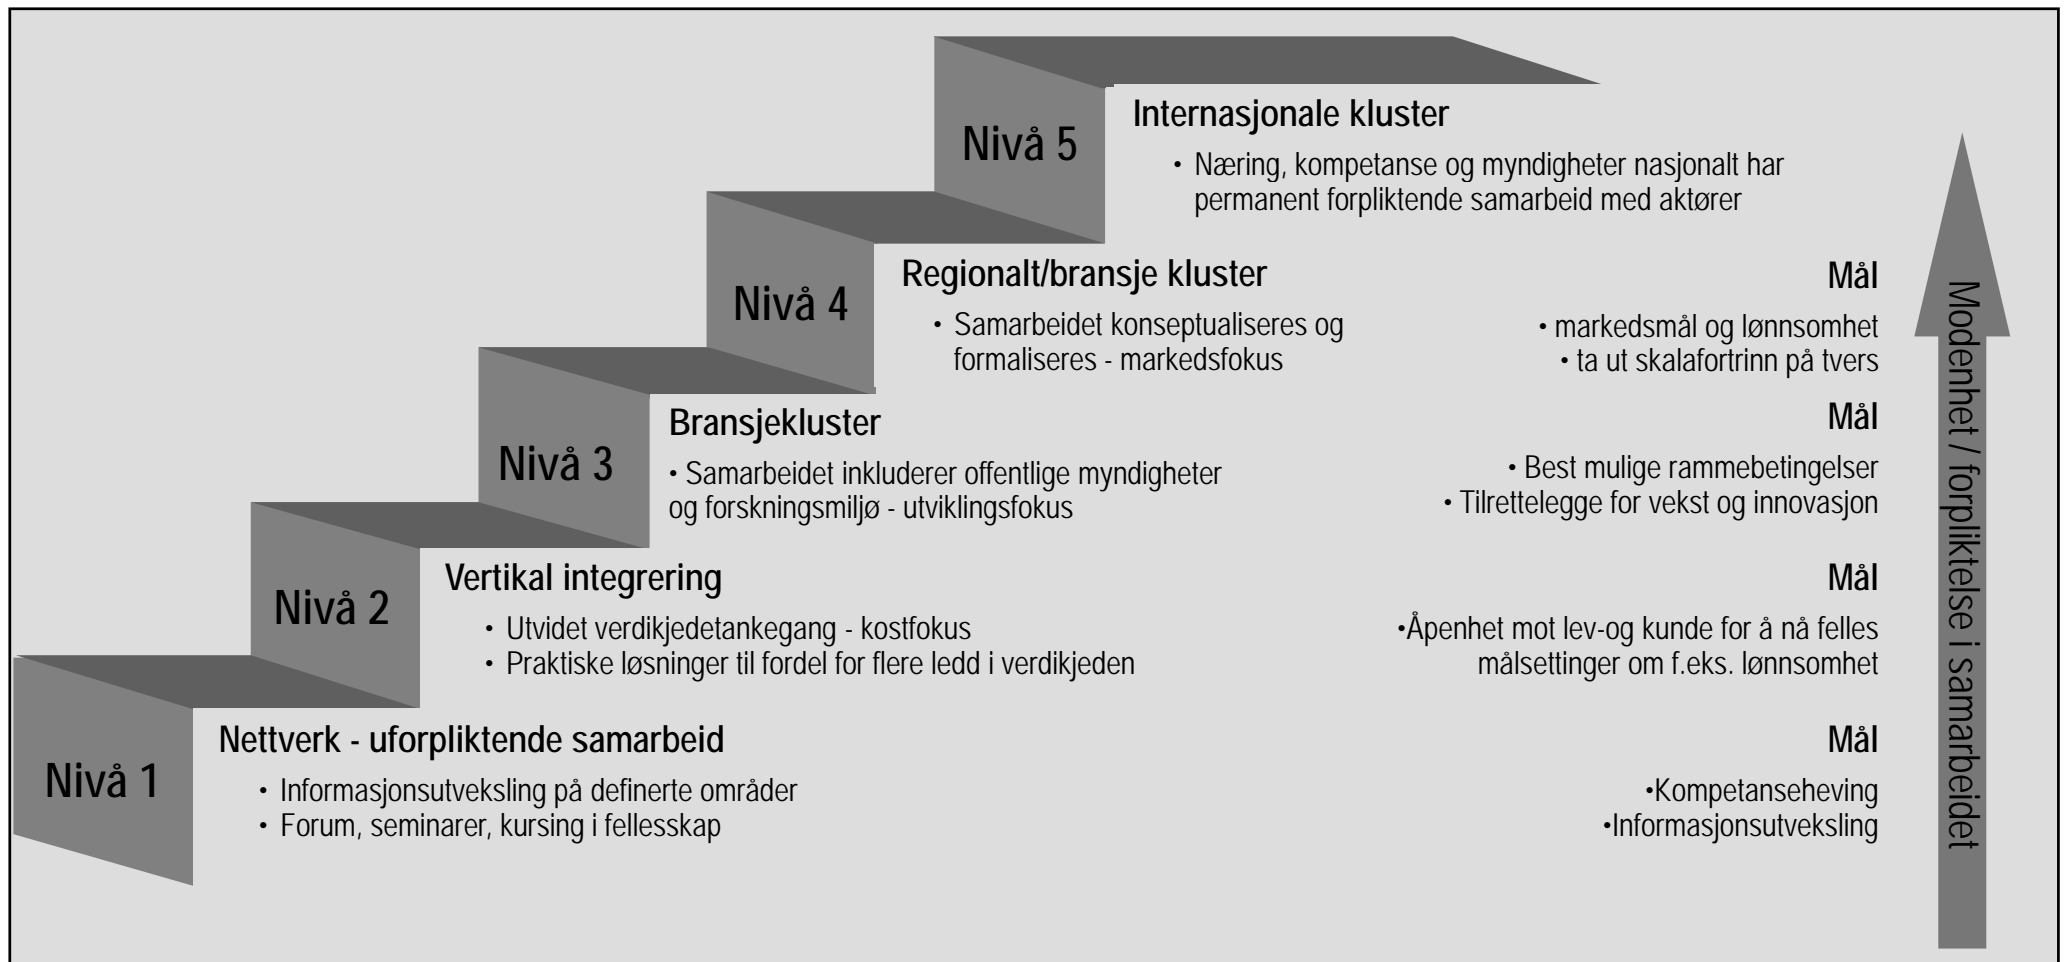 Nivå 5
Internasjonale kluster
• Næring, kompetanse og myndigheter nasjonalt har
permanent forpliktende samarbeid med aktører
Nivå 4
Regionalt/bransje kluster
• Samarbeidet konseptualiseres og
formaliseres - markedsfokus
Mål
• markedsmål og lønnsomhet
• ta ut skalafortrinn på tvers
Nivå 3
Bransjekluster
• Samarbeidet inkluderer offentlige myndigheter
og forskningsmiljø - utviklingsfokus
Mål
• Best mulige rammebetingelser
• Tilrettelegge for vekst og innovasjon
Nivå 2
Vertikal integrering
• Utvidet verdikjedetankegang - kostfokus
• Praktiske løsninger til fordel for flere ledd i verdikjeden
Mål
•Åpenhet mot lev-og kunde for å nå felles
målsettinger om f.eks. lønnsomhet
Nivå 1
Nettverk - uforpliktende samarbeid
• Informasjonsutveksling på definerte områder
• Forum, seminarer, kursing i fellesskap
Mål
•Kompetanseheving
•Informasjonsutveksling
Modenhet / forpliktelse i samarbeidet